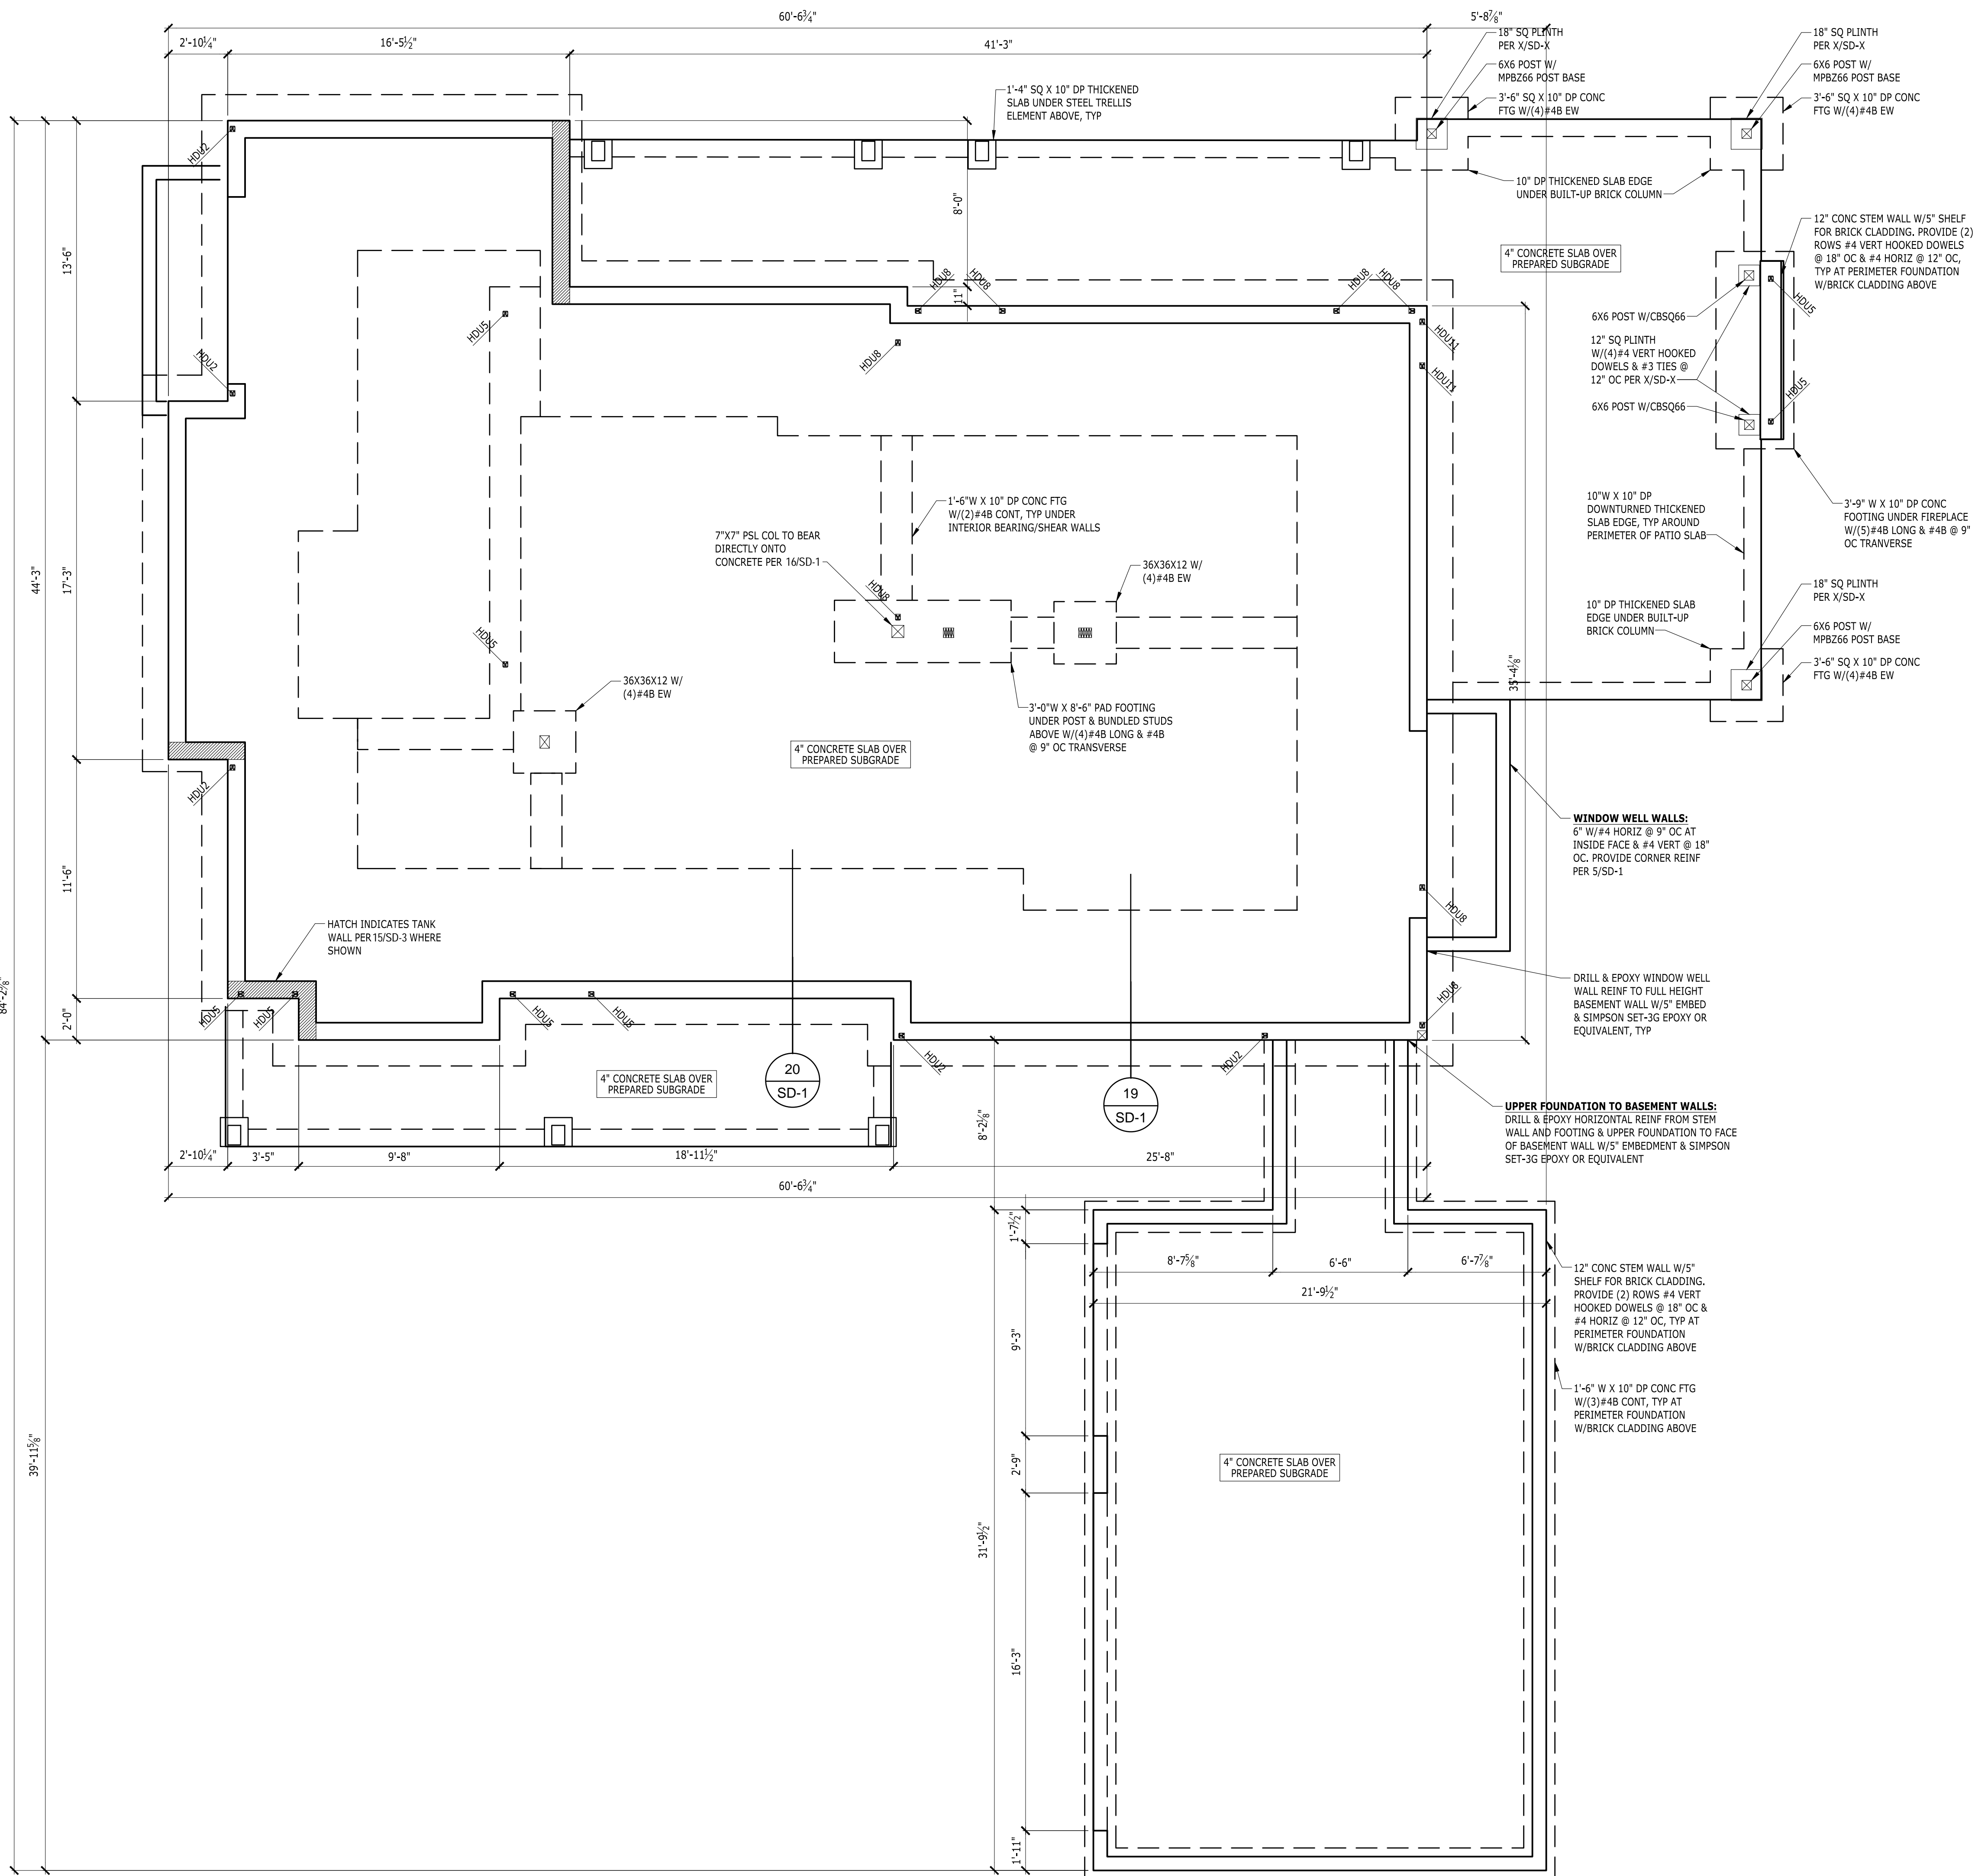 60'-6¾"
5'-8⅞"
2'-10¼"
16'-5½"
41'-3"
18" SQ PLINTH
PER X/SD-X
6X6 POST W/
MPBZ66 POST BASE
3'-6" SQ X 10" DP CONC
FTG W/(4)#4B EW
18" SQ PLINTH
PER X/SD-X
6X6 POST W/
MPBZ66 POST BASE
3'-6" SQ X 10" DP CONC
FTG W/(4)#4B EW
1'-4" SQ X 10" DP THICKENED
SLAB UNDER STEEL TRELLIS
ELEMENT ABOVE, TYP
HDU2
10" DP THICKENED SLAB EDGE
UNDER BUILT-UP BRICK COLUMN
8'-0"
11"
13'-6"
4" CONCRETE SLAB OVER
PREPARED SUBGRADE
12" CONC STEM WALL W/5" SHELF
FOR BRICK CLADDING. PROVIDE (2)
ROWS #4 VERT HOOKED DOWELS
@ 18" OC & #4 HORIZ @ 12" OC,
TYP AT PERIMETER FOUNDATION
W/BRICK CLADDING ABOVE
HDU8
HDU8
HDU8
HDU8
HDU5
HDU5
HDU11
HDU8
HDU2
HDU11
6X6 POST W/CBSQ66
12" SQ PLINTH
W/(4)#4 VERT HOOKED
DOWELS & #3 TIES @
12" OC PER X/SD-X
6X6 POST W/CBSQ66
HDU5
44'-3"
17'-3"
1'-6"W X 10" DP CONC FTG
W/(2)#4B CONT, TYP UNDER
INTERIOR BEARING/SHEAR WALLS
10"W X 10" DP
DOWNTURNED THICKENED
SLAB EDGE, TYP AROUND
PERIMETER OF PATIO SLAB
3'-9" W X 10" DP CONC
FOOTING UNDER FIREPLACE
W/(5)#4B LONG & #4B @ 9"
OC TRANVERSE
7"X7" PSL COL TO BEAR
DIRECTLY ONTO
CONCRETE PER 16/SD-1
36X36X12 W/
(4)#4B EW
HDU8
HDU5
18" SQ PLINTH
PER X/SD-X
10" DP THICKENED SLAB
EDGE UNDER BUILT-UP
BRICK COLUMN
6X6 POST W/
MPBZ66 POST BASE
3'-6" SQ X 10" DP CONC
FTG W/(4)#4B EW
36X36X12 W/
(4)#4B EW
3'-0"W X 8'-6" PAD FOOTING
UNDER POST & BUNDLED STUDS
ABOVE W/(4)#4B LONG & #4B
@ 9" OC TRANSVERSE
4" CONCRETE SLAB OVER
PREPARED SUBGRADE
HDU2
WINDOW WELL WALLS:
6" W/#4 HORIZ @ 9" OC AT
INSIDE FACE & #4 VERT @ 18"
OC. PROVIDE CORNER REINF
PER 5/SD-1
11'-6"
HATCH INDICATES TANK
WALL PER15/SD-3 WHERE
SHOWN
HDU8
84'-2⅛"
DRILL & EPOXY WINDOW WELL
WALL REINF TO FULL HEIGHT
BASEMENT WALL W/5" EMBED
& SIMPSON SET-3G EPOXY OR
EQUIVALENT, TYP
2'-0"
HDU5
HDU5
HDU5
HDU5
HDU2
HDU2
4" CONCRETE SLAB OVER
PREPARED SUBGRADE
20
SD-1
19
SD-1
8'-2⅛"
UPPER FOUNDATION TO BASEMENT WALLS:
DRILL & EPOXY HORIZONTAL REINF FROM STEM
WALL AND FOOTING & UPPER FOUNDATION TO FACE
OF BASEMENT WALL W/5" EMBEDMENT & SIMPSON
SET-3G EPOXY OR EQUIVALENT
2'-10¼"
3'-5"
9'-8"
18'-11½"
25'-8"
60'-6¾"
1'-7½"
8'-7⅝"
6'-6"
6'-7⅞"
21'-9½"
12" CONC STEM WALL W/5"
SHELF FOR BRICK CLADDING.
PROVIDE (2) ROWS #4 VERT
HOOKED DOWELS @ 18" OC &
#4 HORIZ @ 12" OC, TYP AT
PERIMETER FOUNDATION
W/BRICK CLADDING ABOVE
9'-3"
1'-6" W X 10" DP CONC FTG
W/(3)#4B CONT, TYP AT
PERIMETER FOUNDATION
W/BRICK CLADDING ABOVE
39'-11⅝"
2'-9"
4" CONCRETE SLAB OVER
PREPARED SUBGRADE
31'-9½"
16'-3"
1'-11"